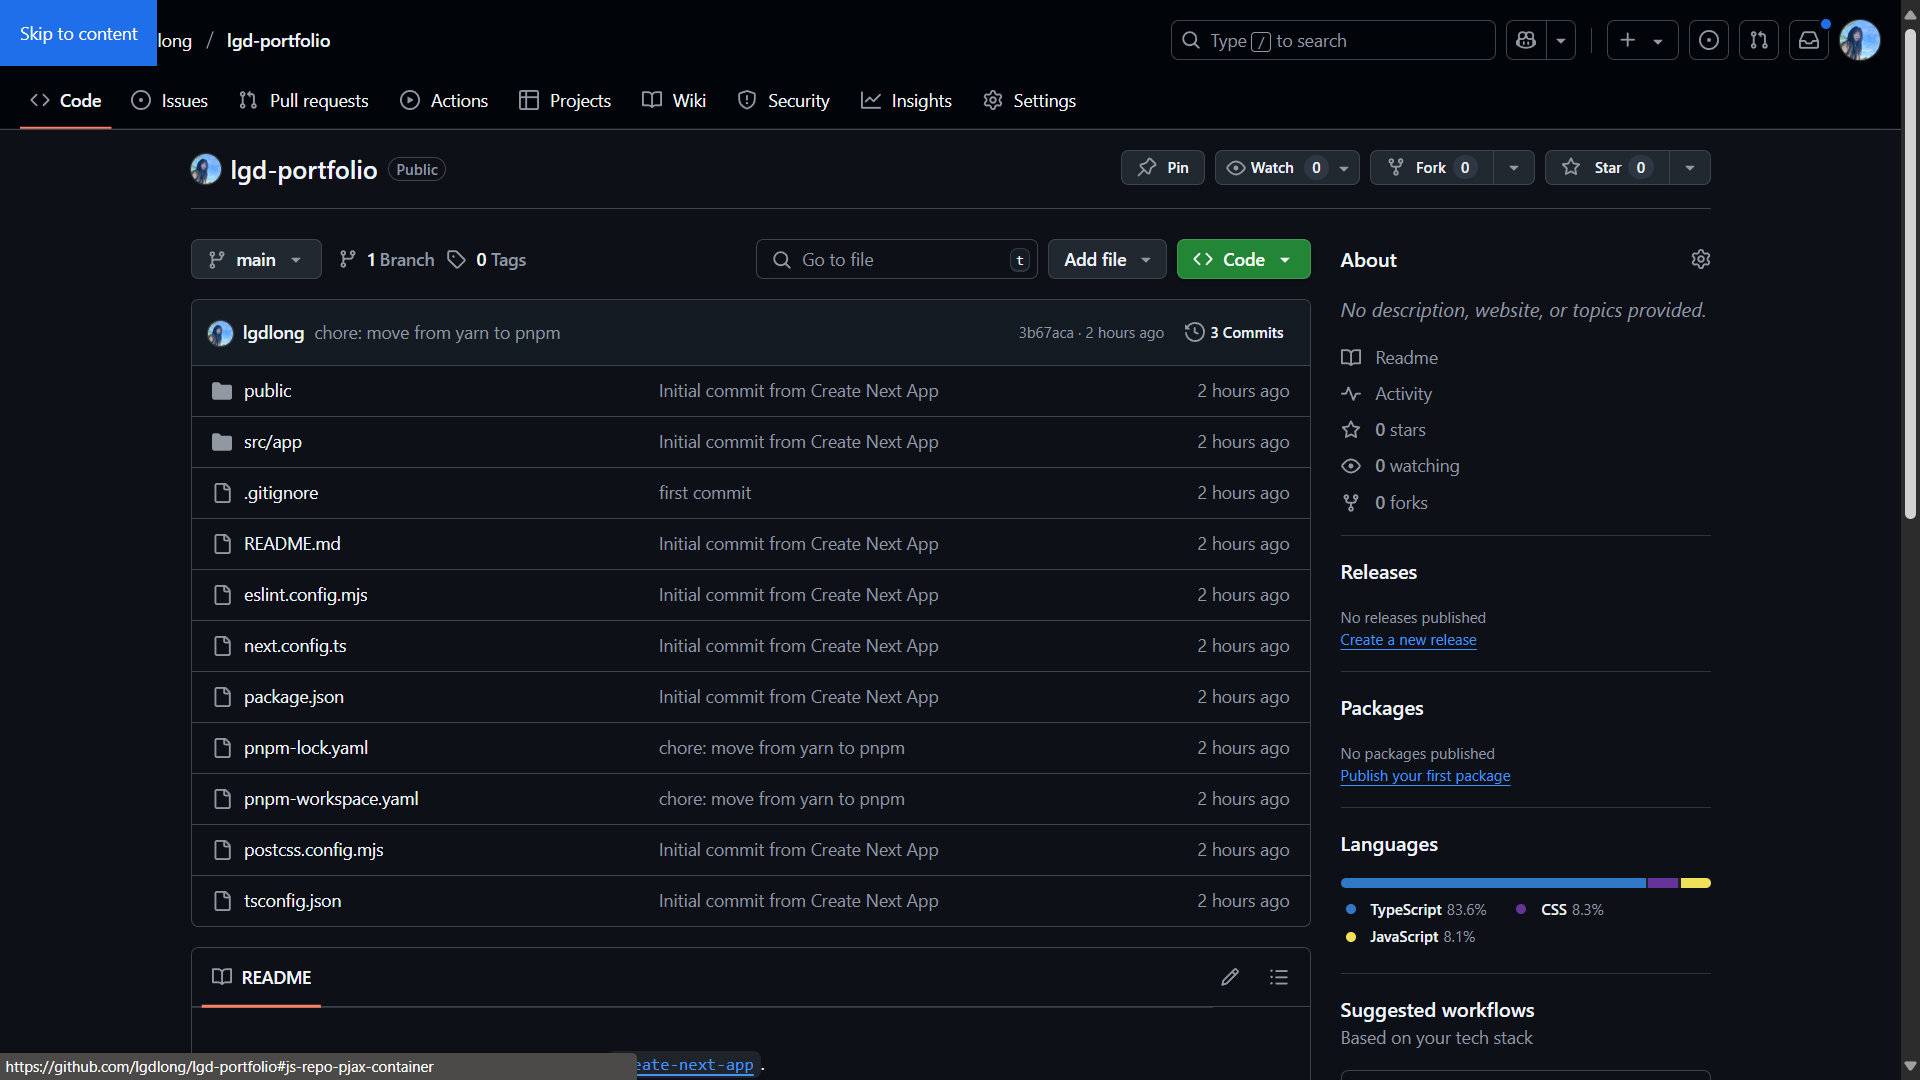 Skip to content
long / lgd-portfolio
Type / to search
Code
Issues
Pull requests
Actions
Projects
Wiki
Security
Insights
Settings
lgd-portfolio
Public
Pin
Watch 0
Fork 0
Star 0
main
1 Branch
0 Tags
Go to file
t
Add file
Code
lgdlong chore: move from yarn to pnpm 3b67aca · 2 hours ago 3 Commits
public Initial commit from Create Next App 2 hours ago
src/app Initial commit from Create Next App 2 hours ago
.gitignore first commit 2 hours ago
README.md Initial commit from Create Next App 2 hours ago
eslint.config.mjs Initial commit from Create Next App 2 hours ago
next.config.ts Initial commit from Create Next App 2 hours ago
package.json Initial commit from Create Next App 2 hours ago
pnpm-lock.yaml chore: move from yarn to pnpm 2 hours ago
pnpm-workspace.yaml chore: move from yarn to pnpm 2 hours ago
postcss.config.mjs Initial commit from Create Next App 2 hours ago
tsconfig.json Initial commit from Create Next App 2 hours ago
README
eate-next-app.
https://github.com/lgdlong/lgd-portfolio#js-repo-pjax-container
About
No description, website, or topics provided.
Readme
Activity
0 stars
0 watching
0 forks
Releases
No releases published
Create a new release
Packages
No packages published
Publish your first package
Languages
TypeScript 83.6% CSS 8.3%
JavaScript 8.1%
Suggested workflows
Based on your tech stack